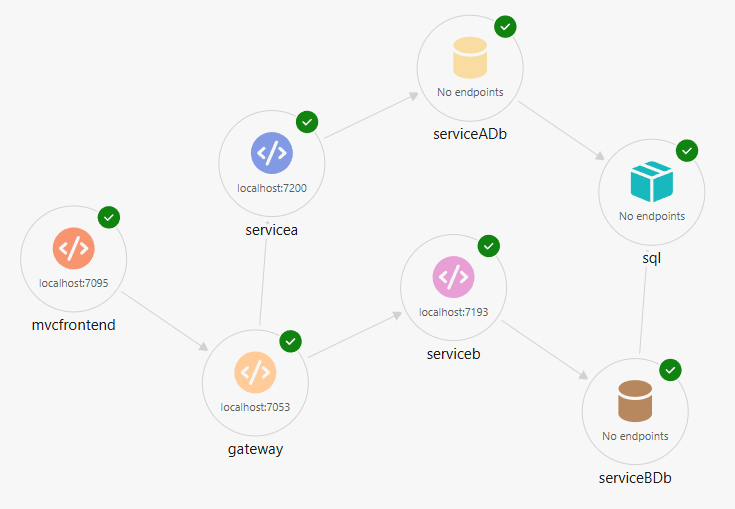 No endpoints
serviceADb
localhost:7200
servicea
No endpoints
sql
localhost:7095
mvcfrontend
localhost:7193
serviceb
localhost:7053
gateway
No endpoints
serviceBDb